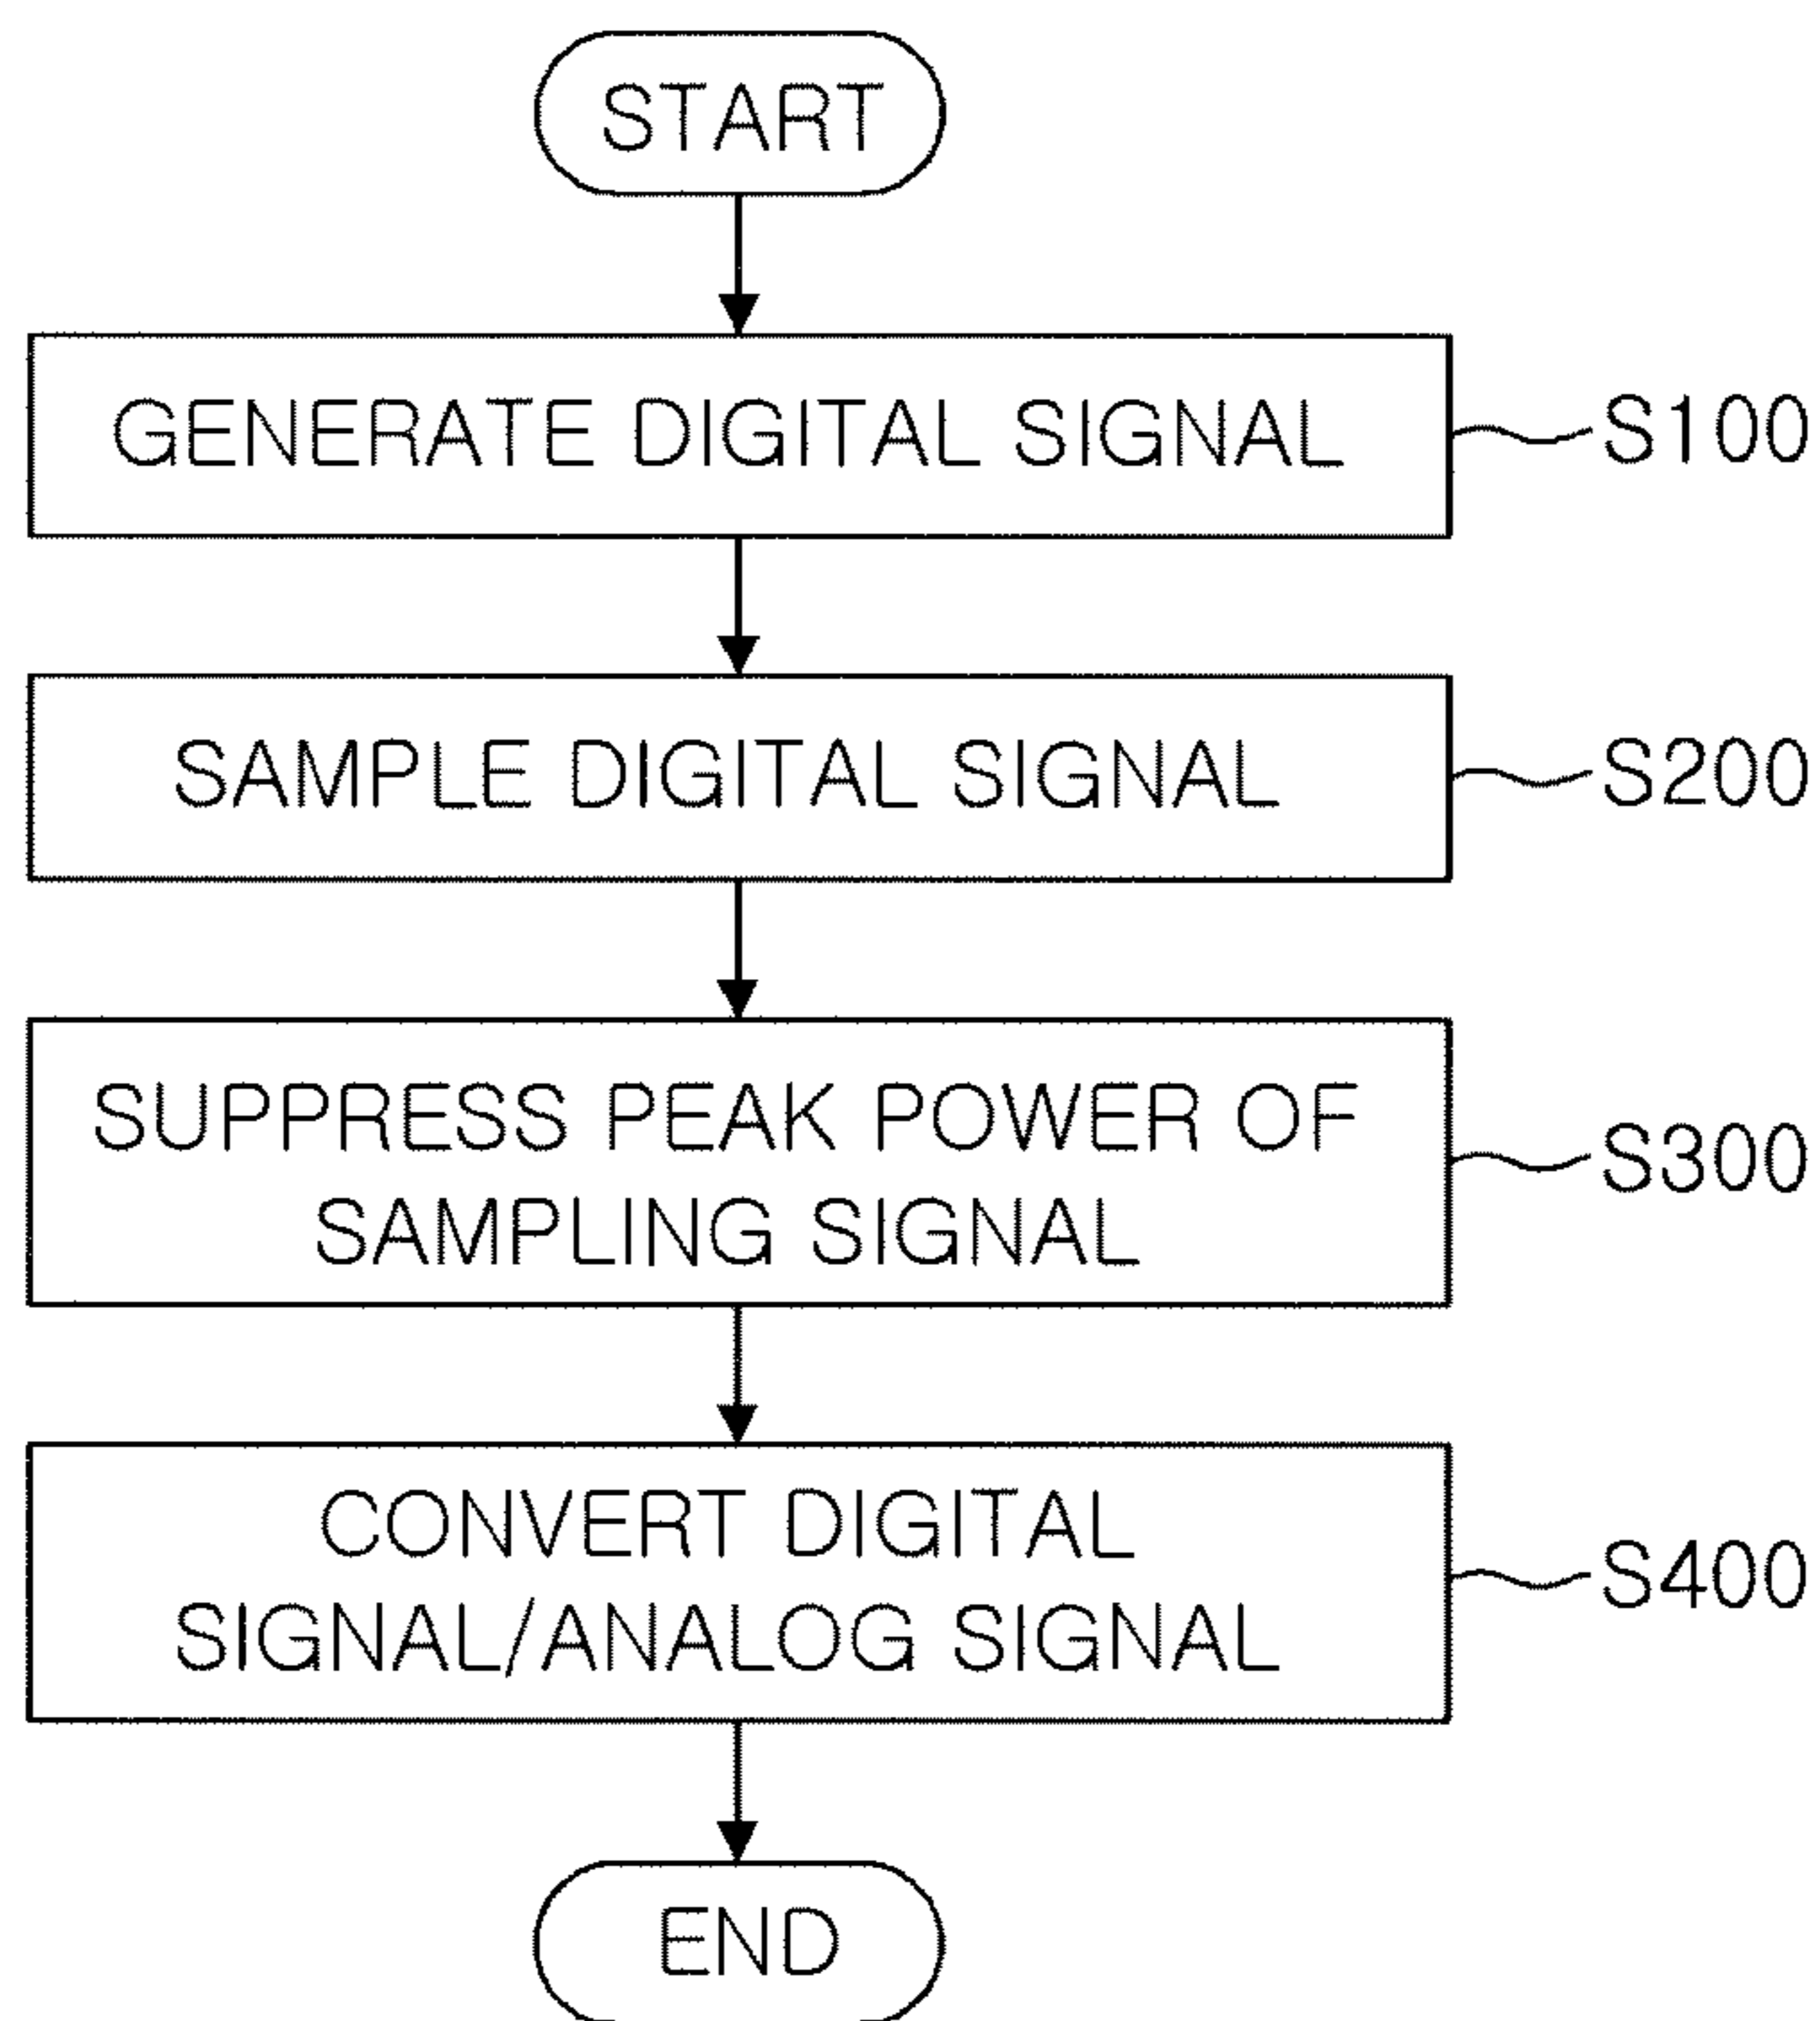 START
GENERATE DIGITAL SIGNAL
S100
SAMPLE DIGITAL SIGNAL
S200
SUPPRESS PEAK POWER OF
SAMPLING SIGNAL
S300
CONVERT DIGITAL
SIGNAL/ANALOG SIGNAL
S400
END